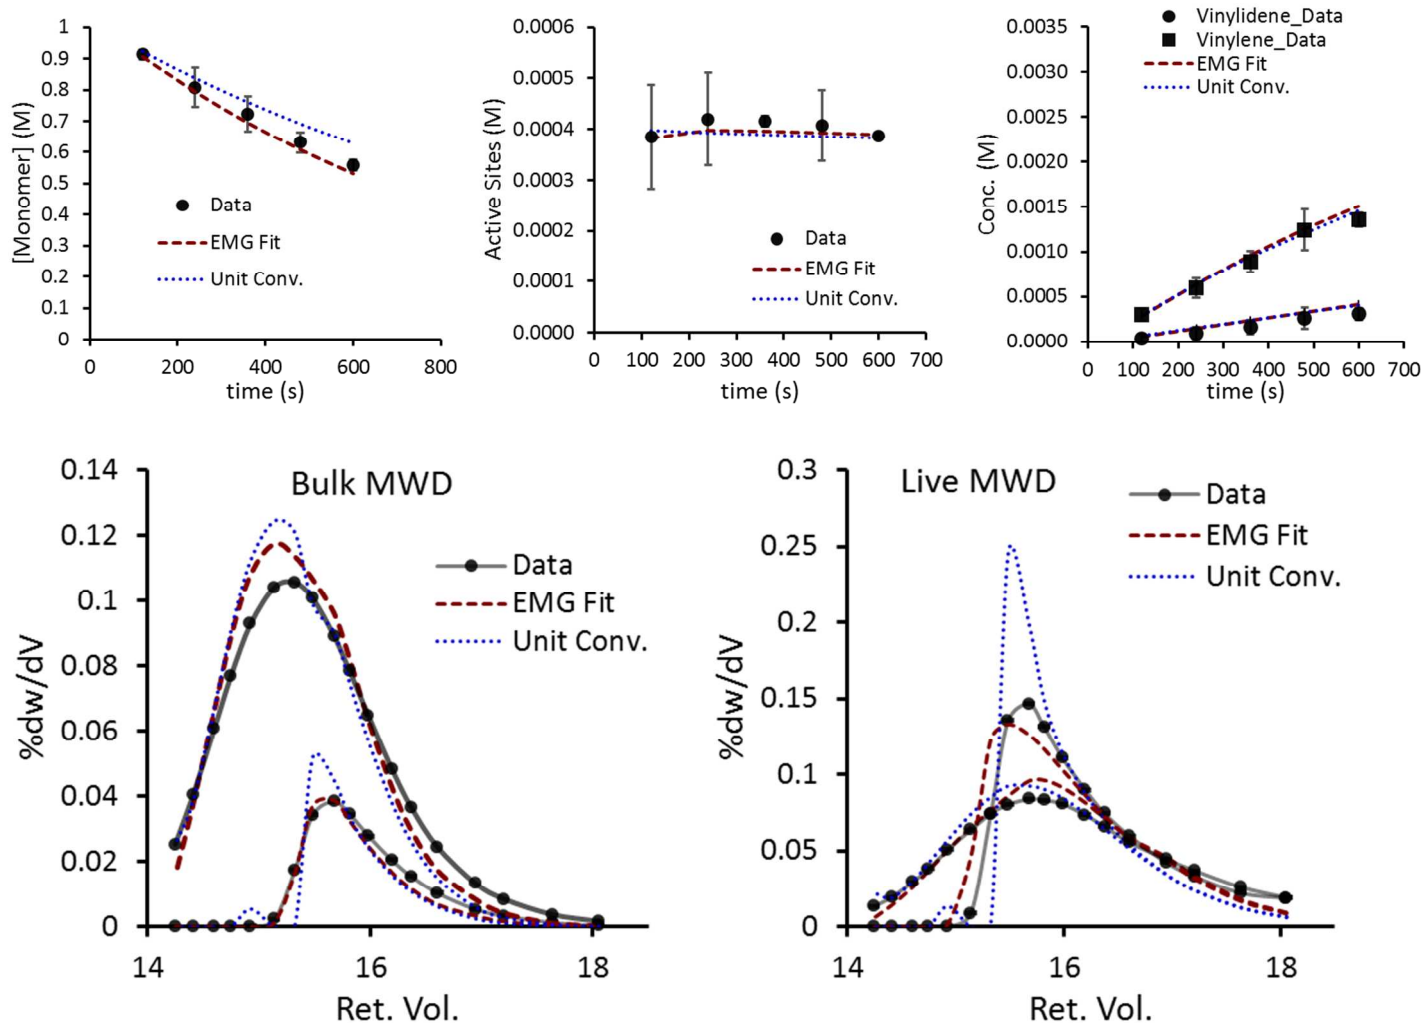 1
0.9
0.8
0.7
0.6
0.5
0.4
0.3
0.2
0.1
0
[Monomer] (M)
Data
EMG Fit
Unit Conv.
0 200 400 600 800
time (s)
0.0006
0.0005
0.0004
0.0003
0.0002
0.0001
0.0000
Active Sites (M)
Data
EMG Fit
Unit Conv.
0 100 200 300 400 500 600 700
time (s)
Vinylidene_Data
Vinylene_Data
EMG Fit
Unit Conv.
0.0035
0.0030
0.0025
0.0020
0.0015
0.0010
0.0005
0.0000
Conc. (M)
0 100 200 300 400 500 600 700
time (s)
Bulk MWD
0.14
0.12
0.1
0.08
0.06
0.04
0.02
0
%dw/dV
Data
EMG Fit
Unit Conv.
14 16 18
Ret. Vol.
Live MWD
0.3
0.25
0.2
0.15
0.1
0.05
0
%dw/dV
Data
EMG Fit
Unit Conv.
14 16 18
Ret. Vol.